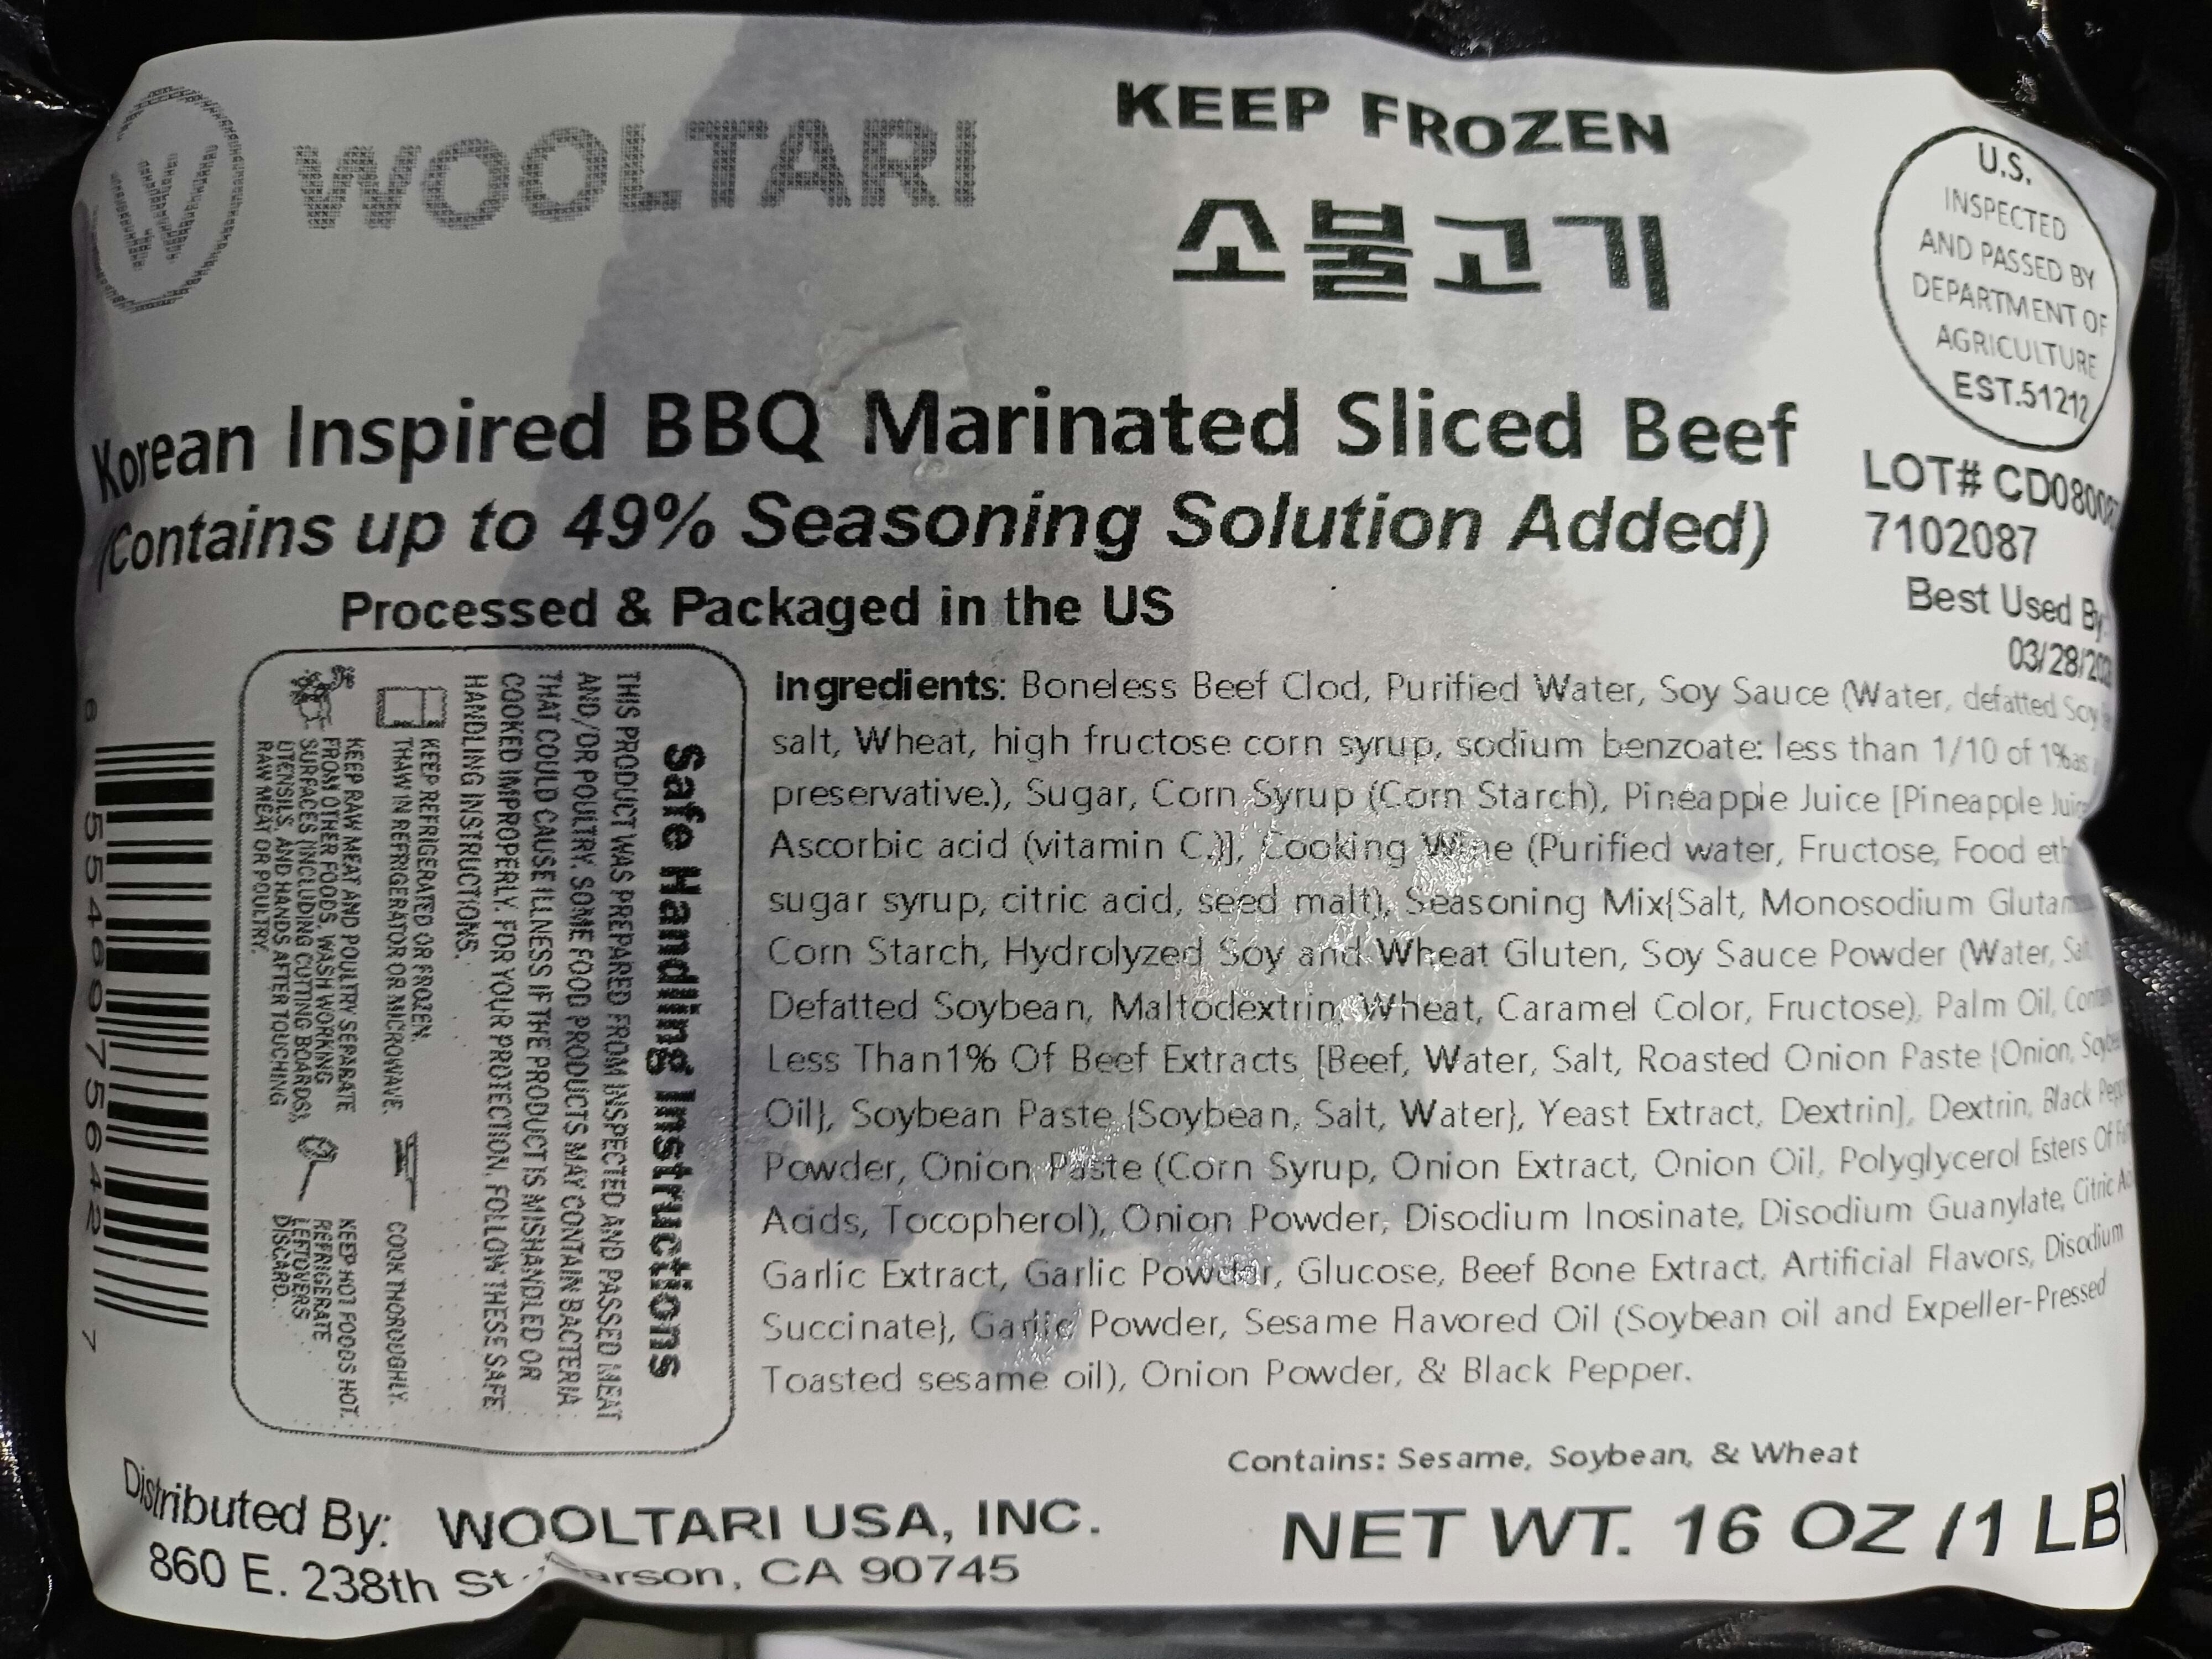 W WOOLTARI
KEEP FROZEN
소불고기
U.S.
INSPECTED
AND PASSED BY
DEPARTMENT OF
AGRICULTURE
EST.51212
Korean Inspired BBQ Marinated Sliced Beef
(Contains up to 49% Seasoning Solution Added)
Processed & Packaged in the US
LOT#
7102087
Best Used By
03/28/
Ingredients: Boneless Beef Clod, Purified Water, Soy Sauce (Water, defatted Soy
salt, Wheat, high fructose corn syrup, sodium benzoate: less than 1/10 of 1% as
preservative.), Sugar, Corn Syrup (Corn Starch), Pineapple Juice [Pineapple
Ascorbic acid (vitamin C.)], Cooking Wine (Purified water, Fructose, Food
sugar syrup, citric acid, seed malt), Seasoning Mix{Salt, Monosodium
Corn Starch, Hydrolyzed Soy and Wheat Gluten, Soy Sauce Powder (Water,
Defatted Soybean, Maltodextrin, Wheat, Caramel Color, Fructose), Palm Oil,
Less Than1% Of Beef Extracts [Beef, Water, Salt, Roasted Onion Paste {Onion,
Oil}, Soybean Paste {Soybean, Salt, Water}, Yeast Extract, Dextrin], Dextrin, Black
Powder, Onion Paste (Corn Syrup, Onion Extract, Onion Oil, Polyglycerol Esters Of
Acids, Tocopherol), Onion Powder, Disodium Inosinate, Disodium Guanylate, Citric
Garlic Extract, Garlic Powder, Glucose, Beef Bone Extract, Artificial Flavors, Disodium
Succinate}, Garlic Powder, Sesame Flavored Oil (Soybean oil and Expeller-Pressed
Toasted sesame oil), Onion Powder, & Black Pepper.
Contains: Sesame, Soybean, & Wheat
Safe Handling Instructions
THIS PRODUCT WAS PREPARED FROM INSPECTED AND PASSED MEAT
AND/OR POULTRY. SOME FOOD PRODUCTS MAY CONTAIN BACTERIA
THAT COULD CAUSE ILLNESS IF THE PRODUCT IS MISHANDLED OR
COOKED IMPROPERLY. FOR YOUR PROTECTION, FOLLOW THESE SAFE
HANDLING INSTRUCTIONS.
KEEP REFRIGERATED OR FROZEN.
THAW IN REFRIGERATOR OR MICROWAVE.
COOK THOROUGHLY.
KEEP RAW MEAT AND POULTRY SEPARATE
FROM OTHER FOODS. WASH WORKING
SURFACES (INCLUDING CUTTING BOARDS),
UTENSILS, AND HANDS AFTER TOUCHING
RAW MEAT OR POULTRY.
KEEP HOT FOODS HOT.
REFRIGERATE
LEFTOVERS
DISCARD.
6 55469 75642 7
Distributed By: WOOLTARI USA, INC.
860 E. 238th St. Carson, CA 90745
NET WT. 16 OZ (1 LB)